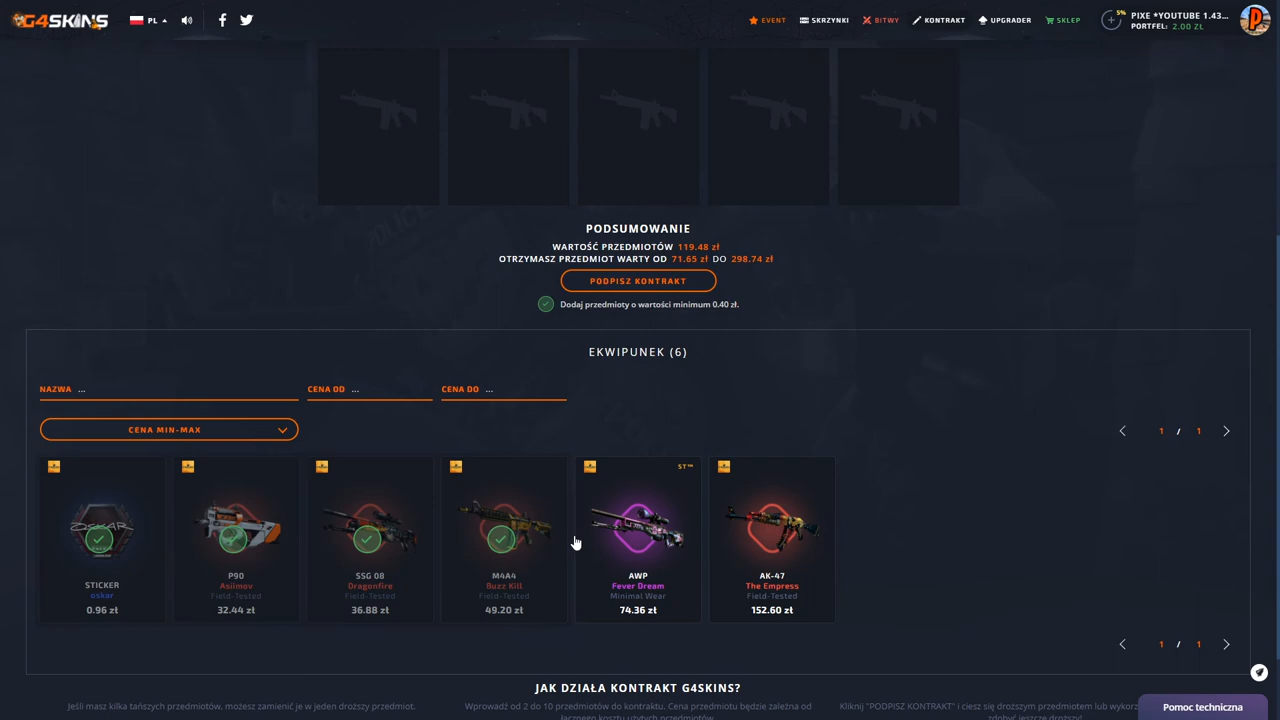 G4SKINS
PL
EVENT
SKRZYNKI
BITWY
KONTRAKT
UPGRADER
SKLEP
5%
PIXE *YOUTUBE 1.43...
PORTFEL: 2.00 ZŁ
PODSUMOWANIE
WARTOŚĆ PRZEDMIOTÓW 119.48 zł
OTRZYMASZ PRZEDMIOT WARTY OD 71.65 zł DO 298.74 zł
PODPISZ KONTRAKT
Dodaj przedmioty o wartości minimum 0.40 zł.
EKWIPUNEK (6)
NAZWA ...
CENA OD ...
CENA DO ...
CENA MIN-MAX
1 / 1
STICKER
oskar
0.96 zł
P90
Asiimov
Field-Tested
32.44 zł
SSG 08
Dragonfire
Field-Tested
36.88 zł
M4A4
Buzz Kill
Field-Tested
49.20 zł
ST™
AWP
Fever Dream
Minimal Wear
74.36 zł
AK-47
The Empress
Field-Tested
152.60 zł
1 / 1
JAK DZIAŁA KONTRAKT G4SKINS?
Jeśli masz kilka tańszych przedmiotów, możesz zamienić je w jeden droższy przedmiot.
Wprowadź od 2 do 10 przedmiotów do kontraktu. Cena przedmiotu będzie zależna od
łącznego kosztu użytych przedmiotów
Kliknij "PODPISZ KONTRAKT" i ciesz się droższym przedmiotem lub wykorz
zdobyć jeszcze droższy!
Pomoc techniczna